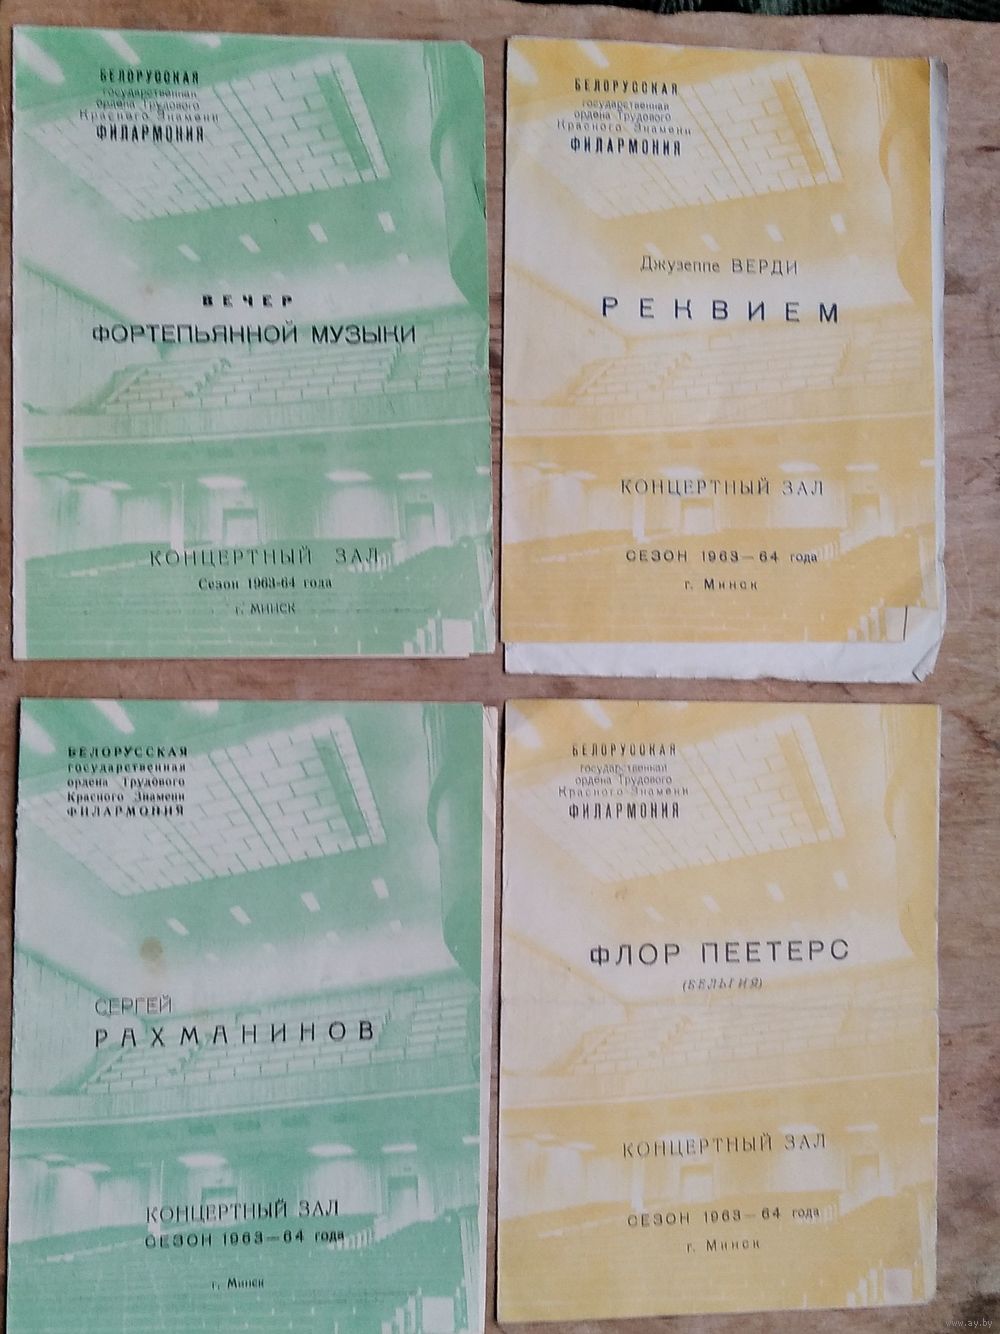 БЕЛОРУССКАЯ
государственная
ордена Трудового
Красного Знамени
ФИЛАРМОНИЯ
ВЕЧЕР
ФОРТЕПЬЯННОЙ МУЗЫКИ
КОНЦЕРТНЫЙ ЗАЛ
Сезон 1963-64 года
г. МИНСК
БЕЛОРУССКАЯ
государственная
ордена Трудового
Красного Знамени
ФИЛАРМОНИЯ
Джузеппе ВЕРДИ
РЕКВИЕМ
КОНЦЕРТНЫЙ ЗАЛ
СЕЗОН 1963—64 года
г. Минск
БЕЛОРУССКАЯ
государственная
ордена Трудового
Красного Знамени
ФИЛАРМОНИЯ
СЕРГЕЙ
РАХМАНИНОВ
КОНЦЕРТНЫЙ ЗАЛ
СЕЗОН 1963—64 года
г. Минск
БЕЛОРУССКАЯ
государственная
ордена Трудового
Красного Знамени
ФИЛАРМОНИЯ
ФЛОР ПЕЕТЕРС
(БЕЛЬГИЯ)
КОНЦЕРТНЫЙ ЗАЛ
СЕЗОН 1963—64 года
г. Минск
www.ay.by